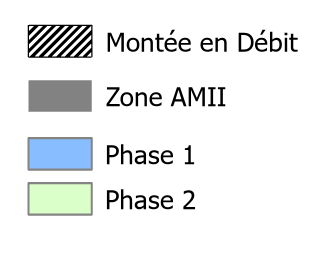 Montée en Débit
Zone AMII
Phase 1
Phase 2